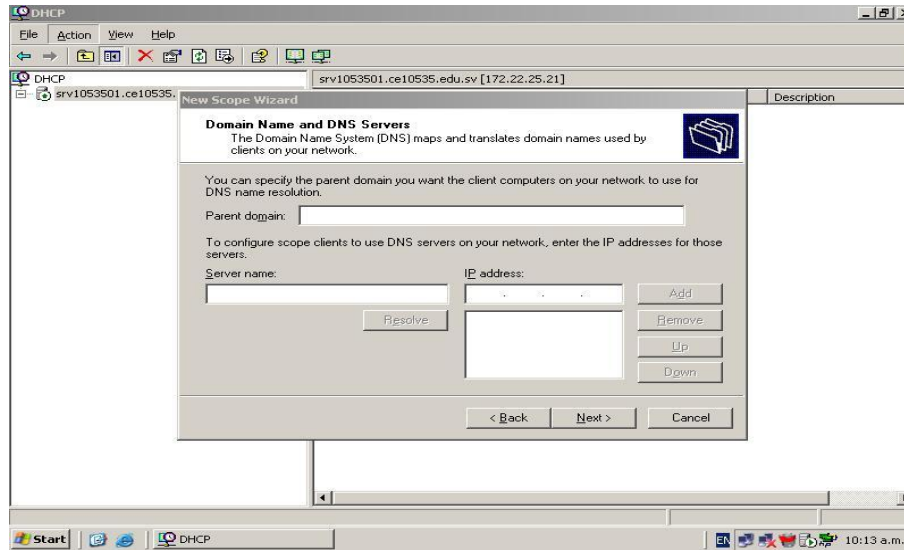 DHCP
File Action View Help
DHCP
srv1053501.ce10535.
srv1053501.ce10535.edu.sv [172.22.25.21]
Description
New Scope Wizard
Domain Name and DNS Servers
The Domain Name System (DNS) maps and translates domain names used by
clients on your network.
You can specify the parent domain you want the client computers on your network to use for
DNS name resolution.
Parent domain:
To configure scope clients to use DNS servers on your network, enter the IP addresses for those
servers.
Server name:
IP address:
Add
Resolve
Remove
Up
Down
< Back
Next >
Cancel
Start
DHCP
EN
10:13 a.m.